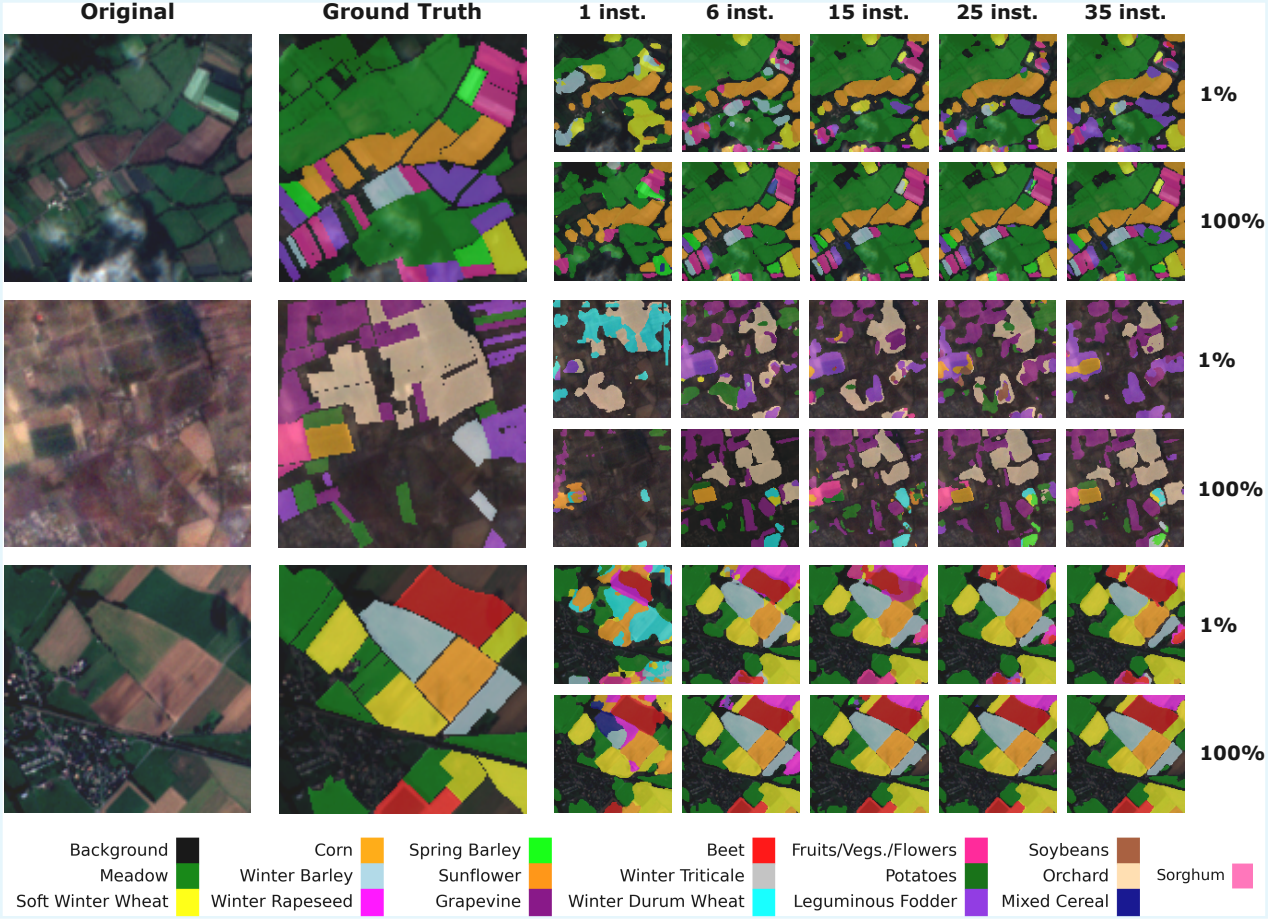 Original Ground Truth 1 inst. 6 inst. 15 inst. 25 inst. 35 inst.
1%
100%
1%
100%
1%
100%
Background Corn Spring Barley Beet Fruits/Vegs./Flowers Soybeans
Meadow Winter Barley Sunflower Winter Triticale Potatoes Orchard Sorghum
Soft Winter Wheat Winter Rapeseed Grapevine Winter Durum Wheat Leguminous Fodder Mixed Cereal